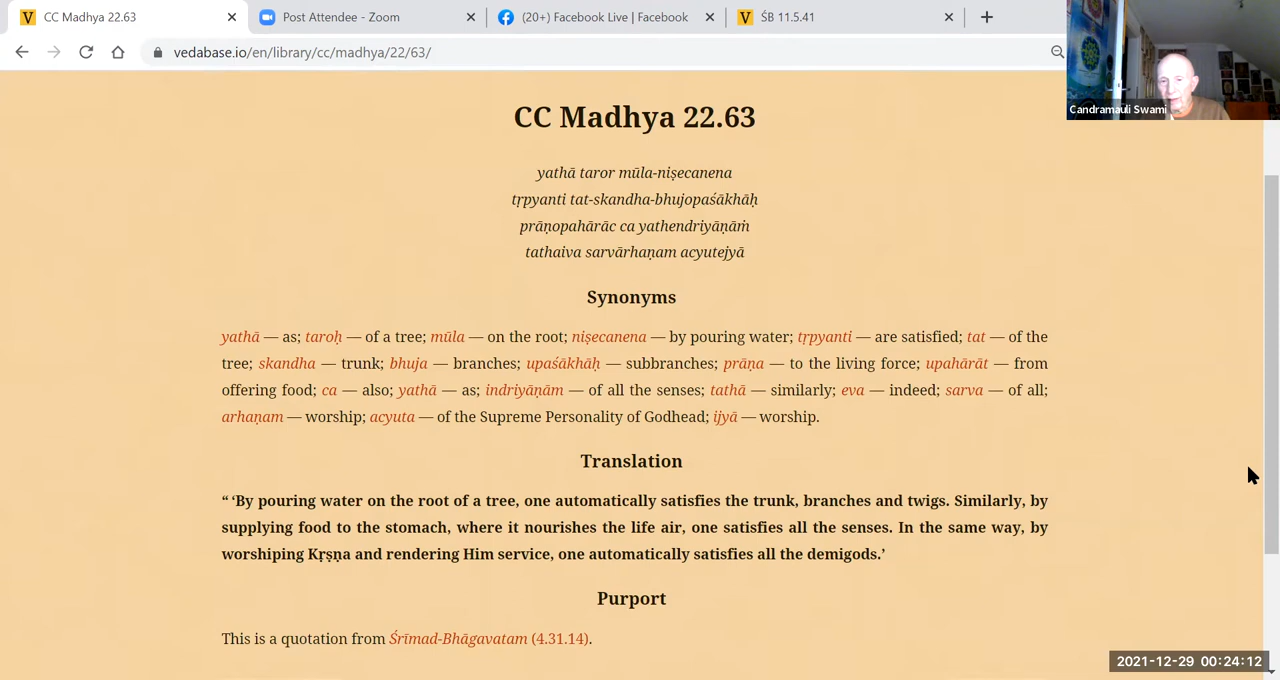 CC Madhya 22.63
Post Attendee - Zoom
(20+) Facebook Live | Facebook
ŚB 11.5.41
vedabase.io/en/library/cc/madhya/22/63/
Candramauli Swami
CC Madhya 22.63
yathā taror mūla-niṣecanena
tṛpyanti tat-skandha-bhujopaśākhāḥ
prāṇopahārāc ca yathendriyāṇāṁ
tathaiva sarvārhaṇam acyutejyā
Synonyms
yathā — as; taroḥ — of a tree; mūla — on the root; niṣecanena — by pouring water; tṛpyanti — are satisfied; tat — of the
tree; skandha — trunk; bhuja — branches; upaśākhāḥ — subbranches; prāṇa — to the living force; upahārāt — from
offering food; ca — also; yathā — as; indriyāṇām — of all the senses; tathā — similarly; eva — indeed; sarva — of all;
arhaṇam — worship; acyuta — of the Supreme Personality of Godhead; ijyā — worship.
Translation
“ ‘By pouring water on the root of a tree, one automatically satisfies the trunk, branches and twigs. Similarly, by
supplying food to the stomach, where it nourishes the life air, one satisfies all the senses. In the same way, by
worshiping Kṛṣṇa and rendering Him service, one automatically satisfies all the demigods.’
Purport
This is a quotation from Śrīmad-Bhāgavatam (4.31.14).
2021-12-29 00:24:12